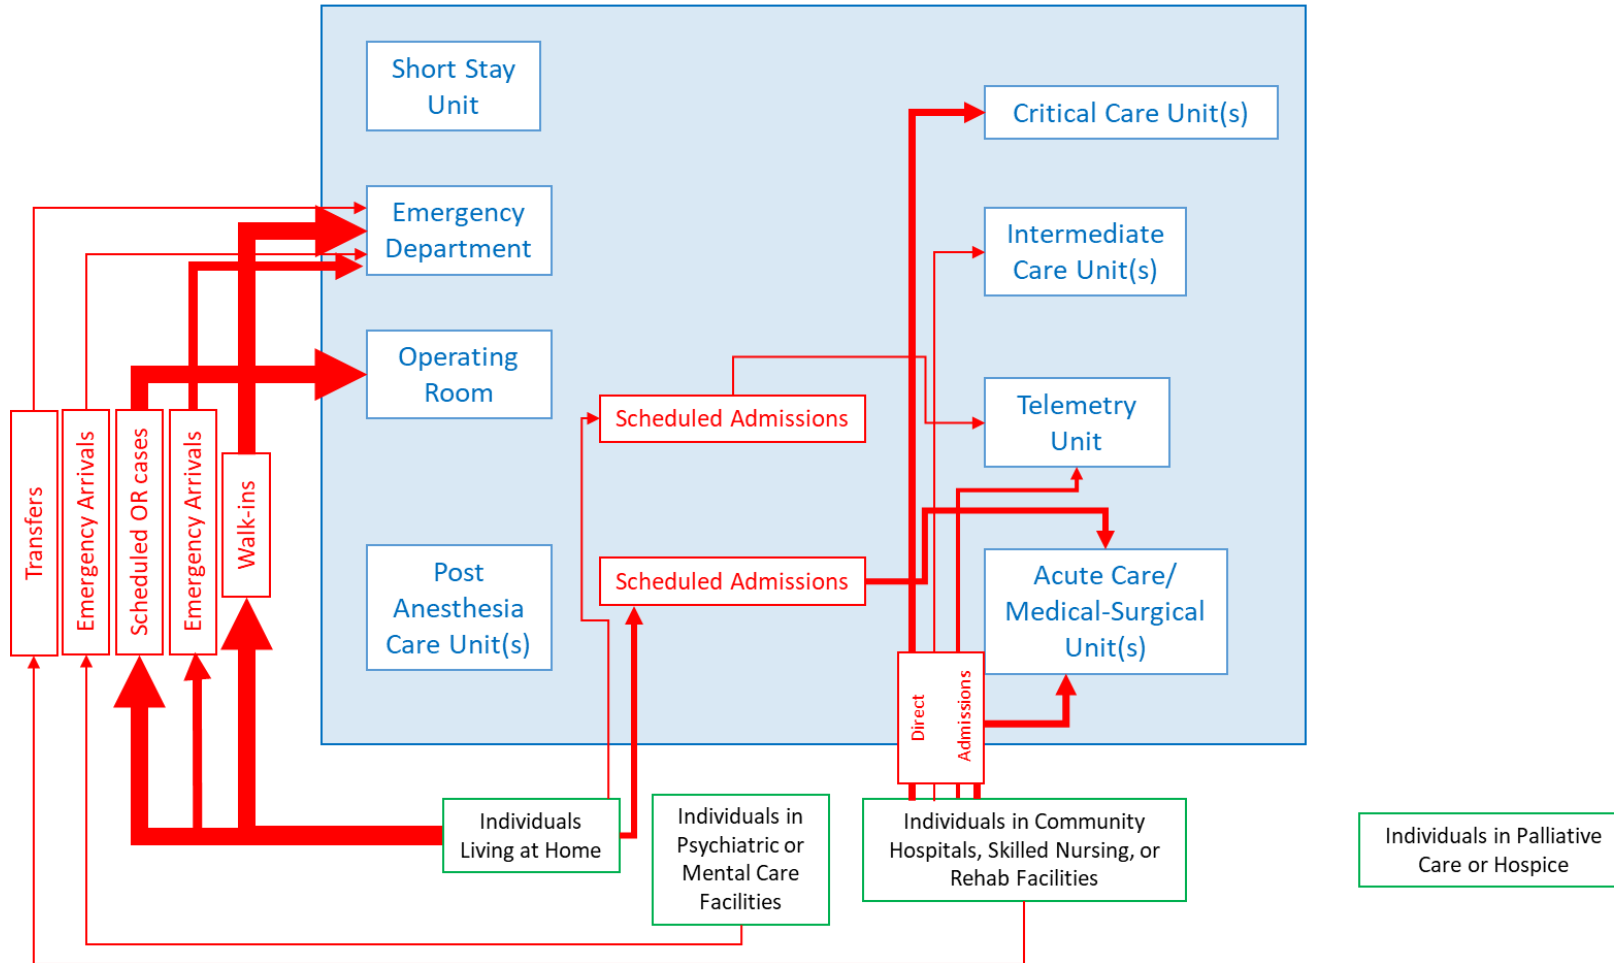 Short Stay
Unit
Critical Care Unit(s)
Emergency
Department
Intermediate
Care Unit(s)
Operating
Room
Scheduled Admissions
Telemetry
Unit
Transfers
Emergency Arrivals
Scheduled OR cases
Emergency Arrivals
Walk-ins
Post
Anesthesia
Care Unit(s)
Scheduled Admissions
Acute Care/
Medical-Surgical
Unit(s)
Direct
Admissions
Individuals
Living at Home
Individuals in
Psychiatric or
Mental Care
Facilities
Individuals in Community
Hospitals, Skilled Nursing, or
Rehab Facilities
Individuals in Palliative
Care or Hospice